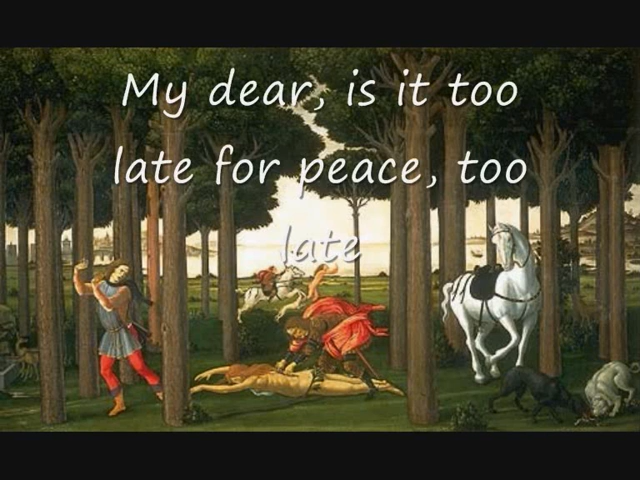 My dear, is it too
late for peace, too
late